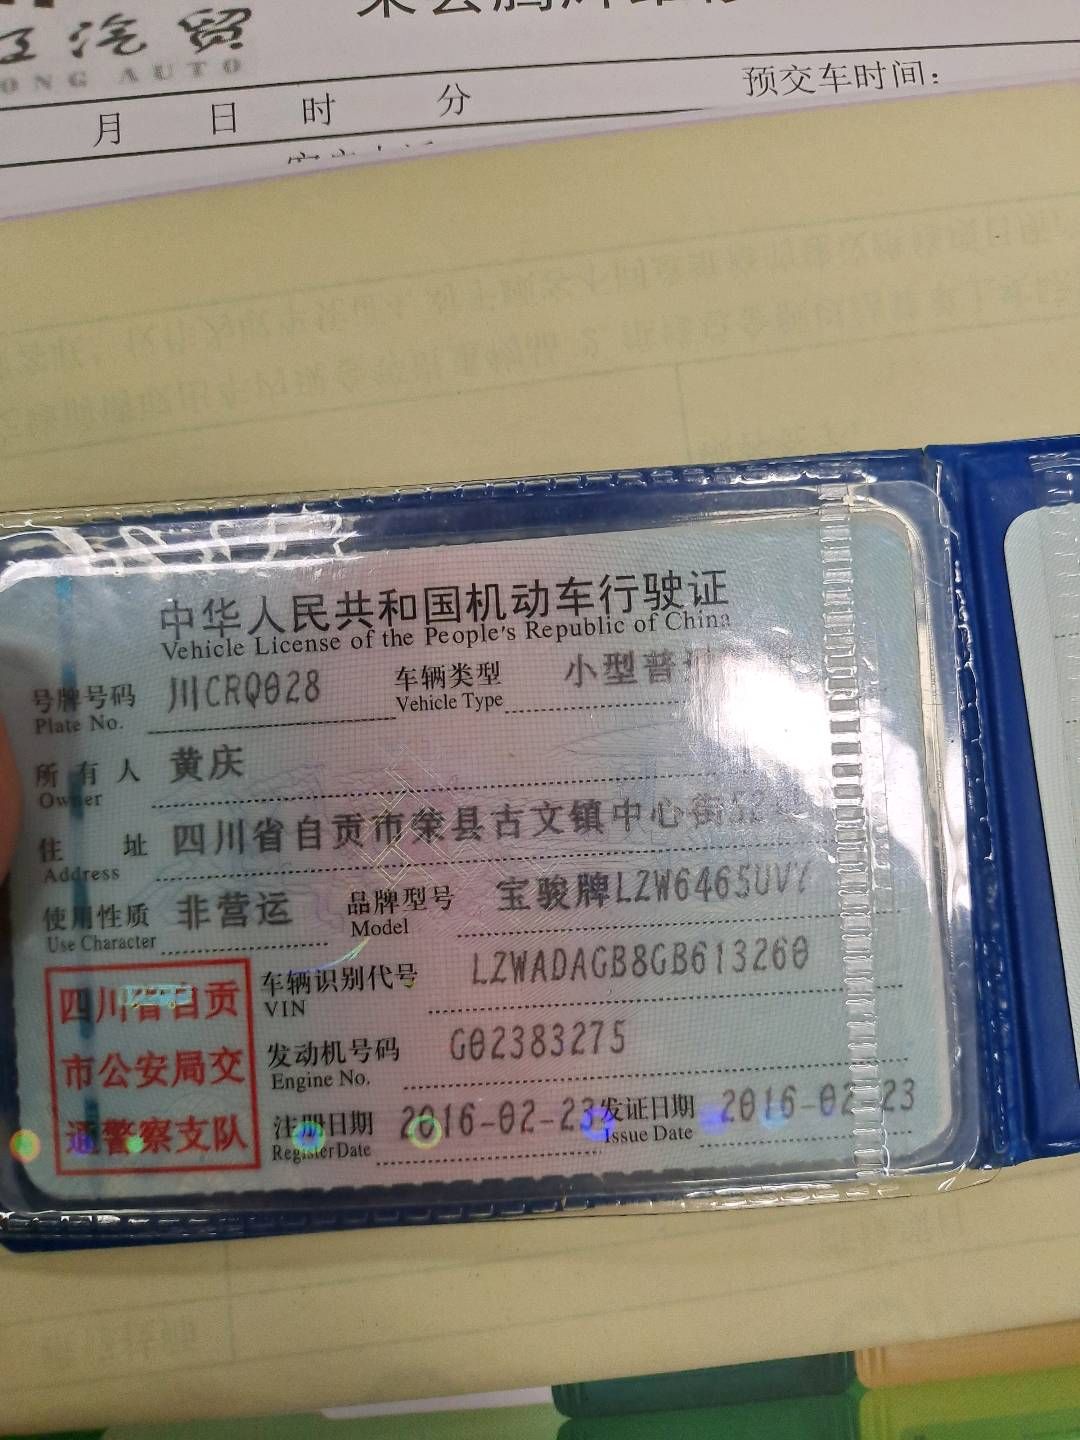 汽贸
ONG AUTO
月 日 时 分 预交车时间：
中华人民共和国机动车行驶证
Vehicle License of the People's Republic of China
号牌号码 川CRQ028 车辆类型 小型普
Plate No. Vehicle Type
所有人 黄庆
Owner
住址 四川省自贡市荣县古文镇中心街52
Address
使用性质 非营运 品牌型号 宝骏牌LZW6465UVY
Use Character Model
车辆识别代号 LZWADAGB8GB613260
VIN
发动机号码 G02383275
Engine No.
注册日期 2016-02-23 发证日期 2016-02-23
Register Date Issue Date
四川省自贡
市公安局交
通警察支队